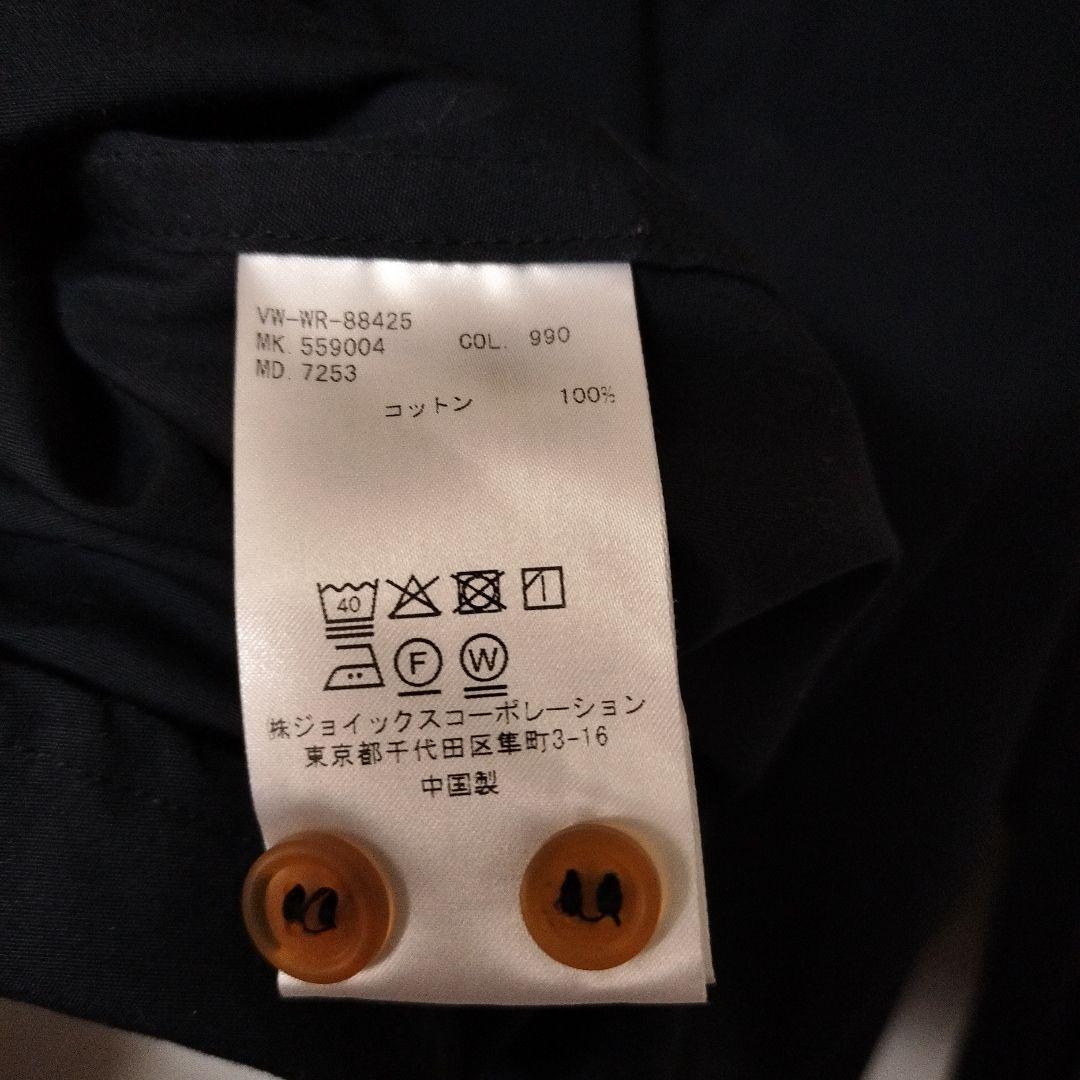 VW-WR-88425
MK. 559004 COL. 990
MD. 7253
コットン 100%
40
F W
㈱ジョイックスコーポレーション
東京都千代田区隼町3-16
中国製